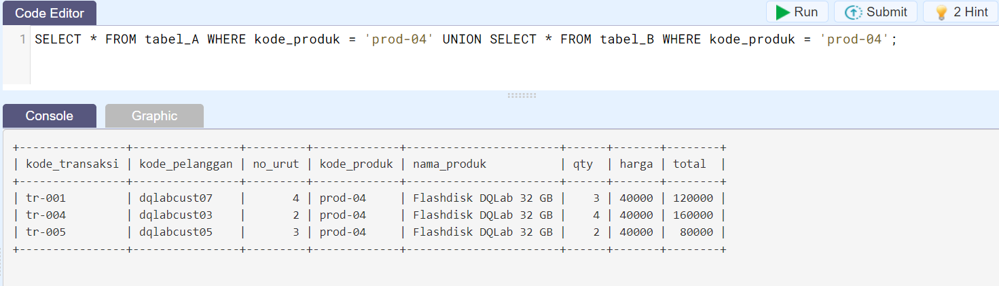 Code Editor Run Submit 2 Hint
1 SELECT * FROM tabel_A WHERE kode_produk = 'prod-04' UNION SELECT * FROM tabel_B WHERE kode_produk = 'prod-04';
Console Graphic
+----------------+----------------+---------+-------------+-----------------------+------+-------+--------+
| kode_transaksi | kode_pelanggan | no_urut | kode_produk | nama_produk           | qty  | harga | total  |
+----------------+----------------+---------+-------------+-----------------------+------+-------+--------+
| tr-001         | dqlabcust07    |       4 | prod-04     | Flashdisk DQLab 32 GB |    3 | 40000 | 120000 |
| tr-004         | dqlabcust03    |       2 | prod-04     | Flashdisk DQLab 32 GB |    4 | 40000 | 160000 |
| tr-005         | dqlabcust05    |       3 | prod-04     | Flashdisk DQLab 32 GB |    2 | 40000 |  80000 |
+----------------+----------------+---------+-------------+-----------------------+------+-------+--------+